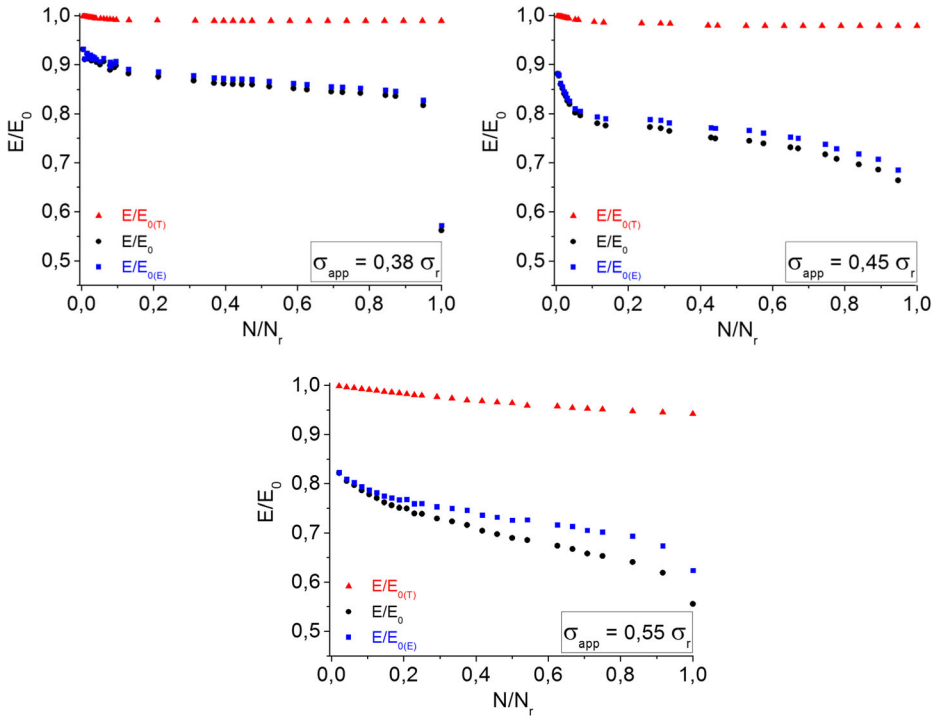 1,0
0,9
0,8
0,7
0,6
0,5
E/E0
E/E0(T)
E/E0
E/E0(E)
σapp = 0,38 σr
0,0 0,2 0,4 0,6 0,8 1,0
N/Nr
1,0
0,9
0,8
0,7
0,6
0,5
E/E0
E/E0(T)
E/E0
E/E0(E)
σapp = 0,45 σr
0,0 0,2 0,4 0,6 0,8 1,0
N/Nr
1,0
0,9
0,8
0,7
0,6
0,5
E/E0
E/E0(T)
E/E0
E/E0(E)
σapp = 0,55 σr
0,0 0,2 0,4 0,6 0,8 1,0
N/Nr